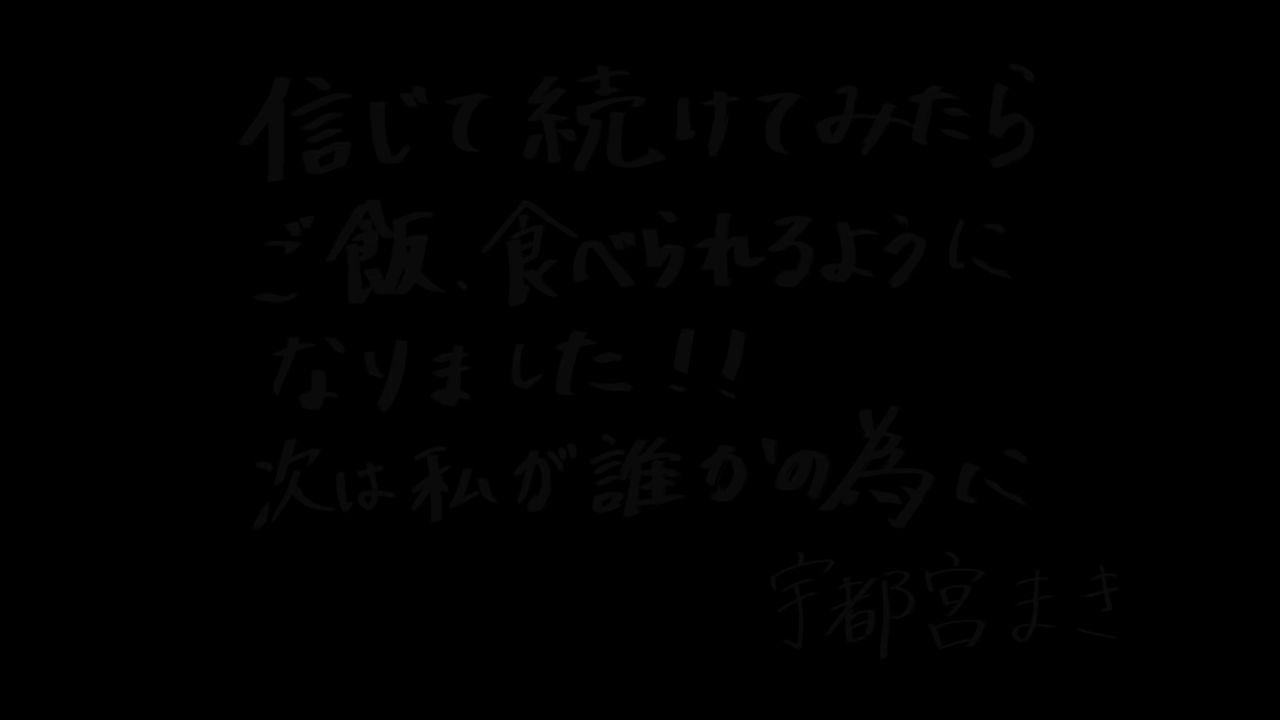 信じて続けてみたら
ご飯、食べられるように
なりました!!
次は私が誰かの為に
宇都宮まき